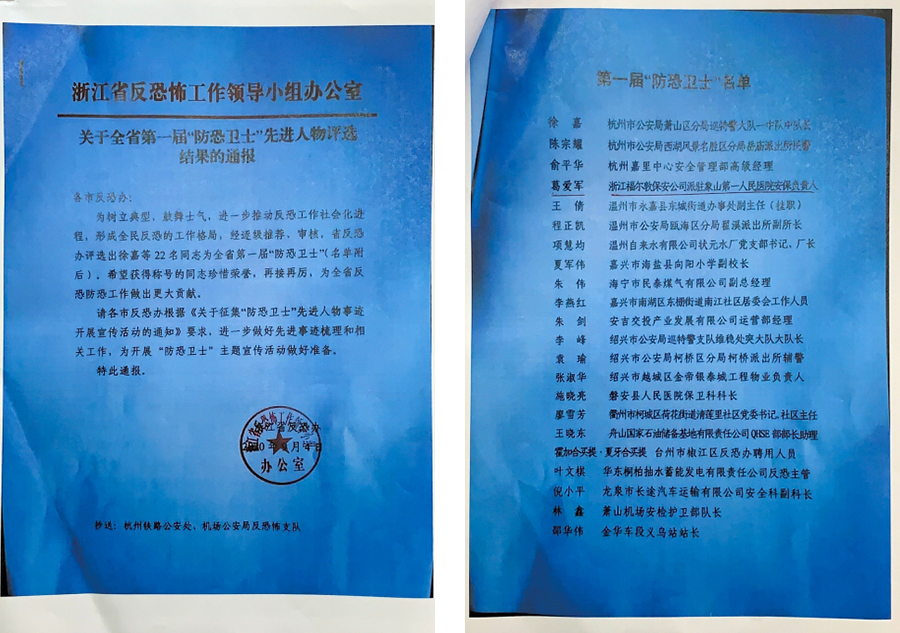 浙江省反恐怖工作领导小组办公室
关于全省第一届“防恐卫士”先进人物评选
结果的通报
各市反恐办:
为树立典型,鼓舞士气,进一步推动反恐工作社会化进
程,形成全民反恐的工作格局,经逐级推荐、审核,省反恐
办评选出徐嘉等22名同志为全省第一届“防恐卫士”(名单附
后)。希望获得称号的同志珍惜荣誉,再接再厉,为全省反
恐防恐工作做出更大贡献。
请各市反恐办根据《关于征集“防恐卫士”先进人物事迹
开展宣传活动的通知》要求,进一步做好先进事迹梳理和相
关工作,为开展“防恐卫士”主题宣传活动做好准备。
特此通报。
办公室
抄送:杭州铁路公安处、机场公安局反恐怖支队
第一届“防恐卫士”名单
徐嘉 杭州市公安局萧山区分局巡特警大队一中队中队长
陈宗耀 杭州市公安局西湖风景名胜区分局岳庙派出所民警
俞平华 杭州嘉里中心安全管理部高级经理
葛爱军 浙江福尔敦保安公司派驻象山第一人民医院安保负责人
王倩 温州市永嘉县东城街道办事处副主任(挂职)
程正凯 温州市公安局瓯海区分局瞿溪派出所副所长
项慧均 温州自来水有限公司状元水厂党支部书记、厂长
夏军伟 嘉兴市海盐县向阳小学副校长
朱伟 海宁市民泰煤气有限公司副总经理
李燕红 嘉兴市南湖区东栅街道南江社区居委会工作人员
朱剑 安吉交投产业发展有限公司运营部经理
李峰 绍兴市公安局巡特警支队维稳处突大队大队长
袁瑜 绍兴市公安局柯桥区分局柯桥派出所辅警
张淑华 绍兴市越城区金帝银泰城工程物业负责人
施晓亮 磐安县人民医院保卫科科长
廖雪芳 衢州市柯城区荷花街道清莲里社区党委书记、社区主任
王晓东 舟山国家石油储备基地有限责任公司QHSE部部长助理
霍加合买提·夏牙合买提 台州市椒江区反恐办聘用人员
叶文棋 华东桐柏抽水蓄能发电有限责任公司反恐主管
倪小平 龙泉市长途汽车运输有限公司安全科副科长
林鑫 萧山机场安检护卫部队长
邵华伟 金华车段义乌站站长